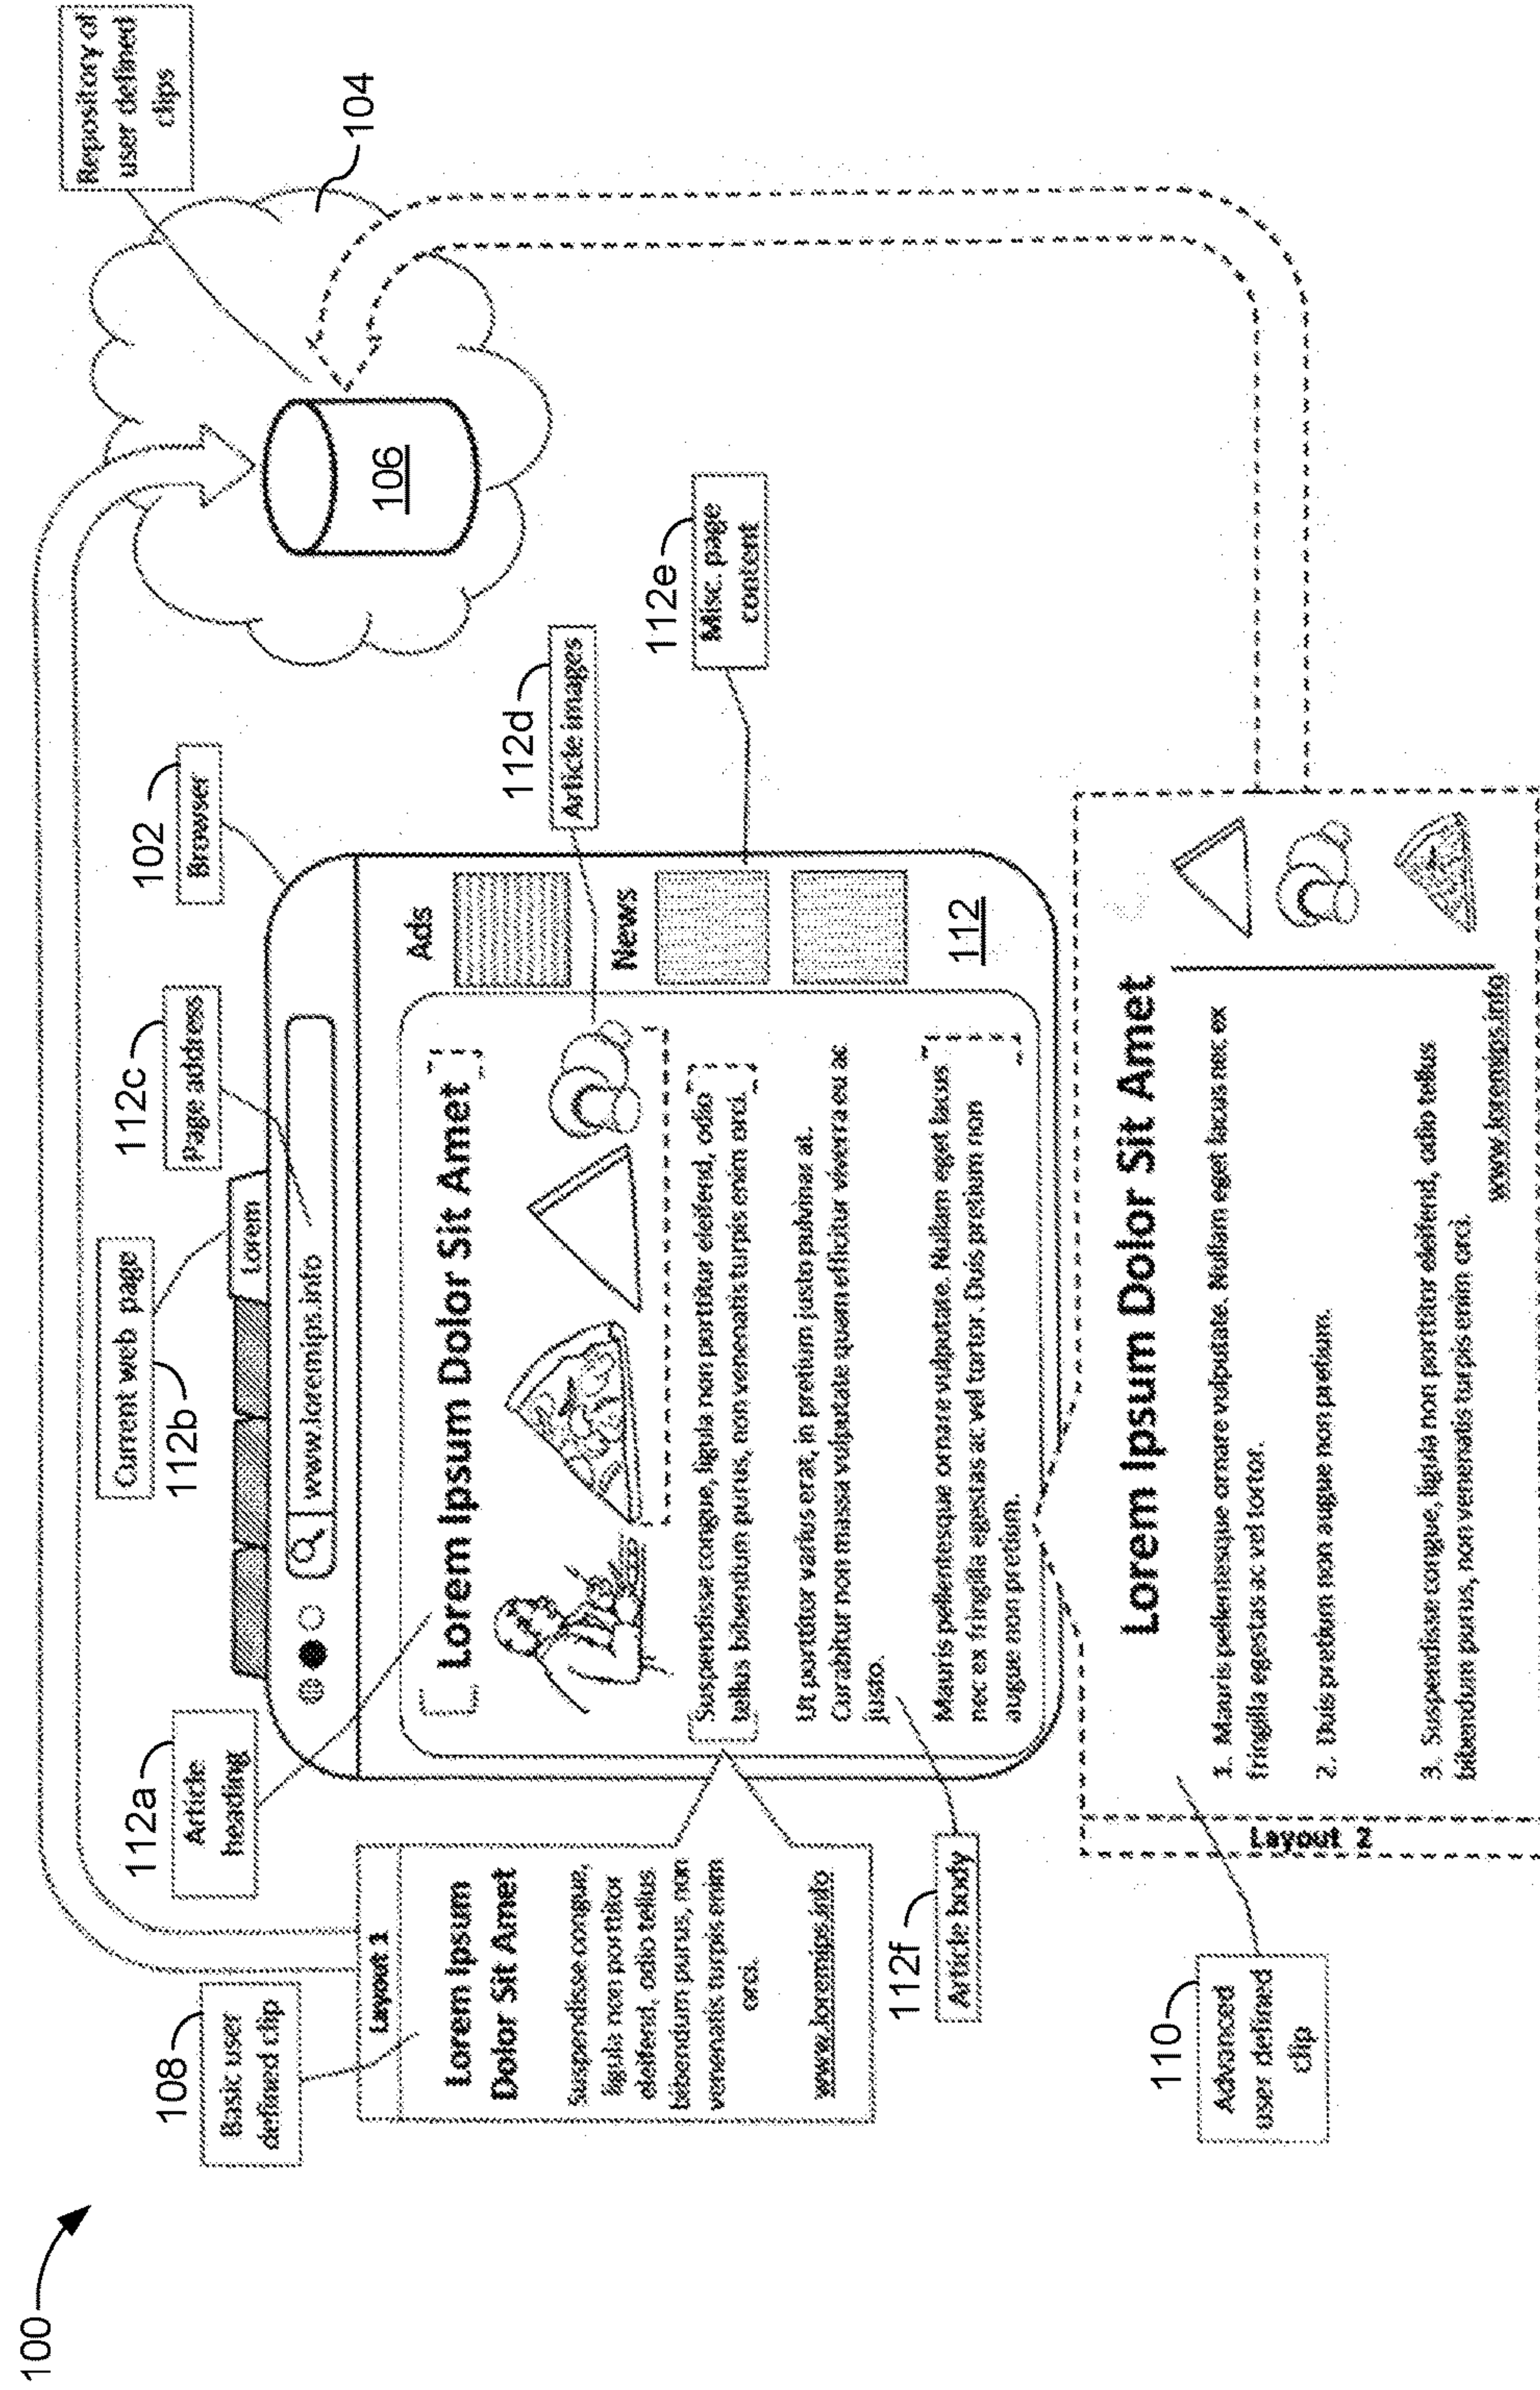 100
108
Basic user
defined clip
112a
Article
heading
Current web page
112b
112c
Page address
102
Browser
Repository of
user defined
clips
104
106
Lorem
www.loremips.info
Layout 1
Lorem Ipsum
Dolor Sit Amet
Suspendisse congue,
ligula non porttitor
eleifend, odio tellus
bibendum purus, non
venenatis turpis enim
orci.
www.loremips.info
Lorem Ipsum Dolor Sit Amet
Suspendisse congue, ligula non porttitor eleifend, odio
tellus bibendum purus, non venenatis turpis enim orci.
Ut porttitor varius erat, in pretium justo pulvinar at.
Curabitur non massa vulputate quam efficitur viverra eu ac
justo.
Mauris pellentesque ornare vulputate. Nullam eget lacus
nec ex fringilla egestas ac vel tortor. Duis pretium non
augue non pretium.
Ads
News
112
112d
Article images
112e
Misc. page
content
112f
Article body
110
Advanced
user defined
clip
Layout 2
Lorem Ipsum Dolor Sit Amet
1. Mauris pellentesque ornare vulputate. Nullam eget lacus nec ex
fringilla egestas ac vel tortor.
2. Duis pretium non augue non pretium.
3. Suspendisse congue, ligula non porttitor eleifend, odio tellus
bibendum purus, non venenatis turpis enim orci.
www.loremips.info